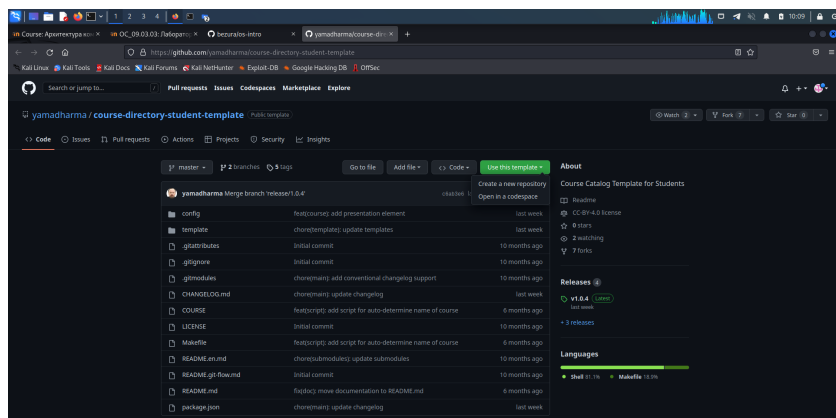 1 2 3 4
10:09
Course: Архитектура ком
ОС_09.03.03: Лаборатор
bezura/os-intro
yamadharma/course-dire
https://github.com/yamadharma/course-directory-student-template
Kali Linux Kali Tools Kali Docs Kali Forums Kali NetHunter Exploit-DB Google Hacking DB OffSec
Search or jump to... / Pull requests Issues Codespaces Marketplace Explore
yamadharma / course-directory-student-template Public template
Watch 2 Fork 7 Star 0
Code Issues Pull requests Actions Projects Security Insights
master 2 branches 5 tags Go to file Add file Code Use this template
Create a new repository
Open in a codespace
yamadharma Merge branch 'release/1.0.4'
config feat(course): add presentation element last week
template chore(template): update templates last week
.gitattributes Initial commit 10 months ago
.gitignore Initial commit 10 months ago
.gitmodules chore(main): add conventional changelog support 10 months ago
CHANGELOG.md chore(main): update changelog last week
COURSE feat(script): add script for auto-determine name of course 6 months ago
LICENSE Initial commit 10 months ago
Makefile feat(script): add script for auto-determine name of course 6 months ago
README.en.md chore(submodules): update submodules 10 months ago
README.git-flow.md Initial commit 10 months ago
README.md fix(doc): move documentation to README.md 6 months ago
package.json chore(main): update changelog last week
About
Course Catalog Template for Students
Readme
CC-BY-4.0 license
0 stars
2 watching
7 forks
Releases 4
v1.0.4 Latest
last week
+ 3 releases
Languages
Shell 81.1% Makefile 18.9%